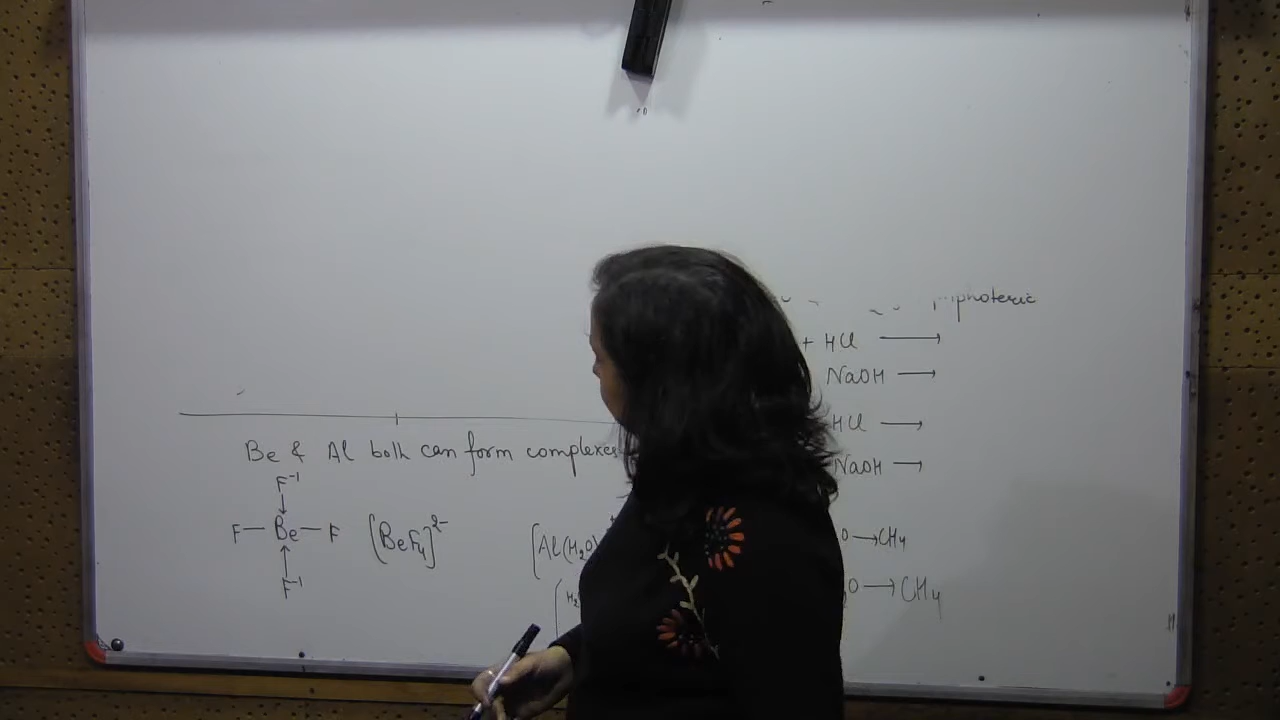 Be & Al both can form complexes
F⁻¹
↓
F — Be — F [BeF₄]²⁻
↑
F⁻¹
[Al(H₂O)
[H₂
amphoteric
+ HCl ⟶
NaOH ⟶
HCl ⟶
NaOH ⟶
O ⟶ CH₄
O ⟶ CH₄